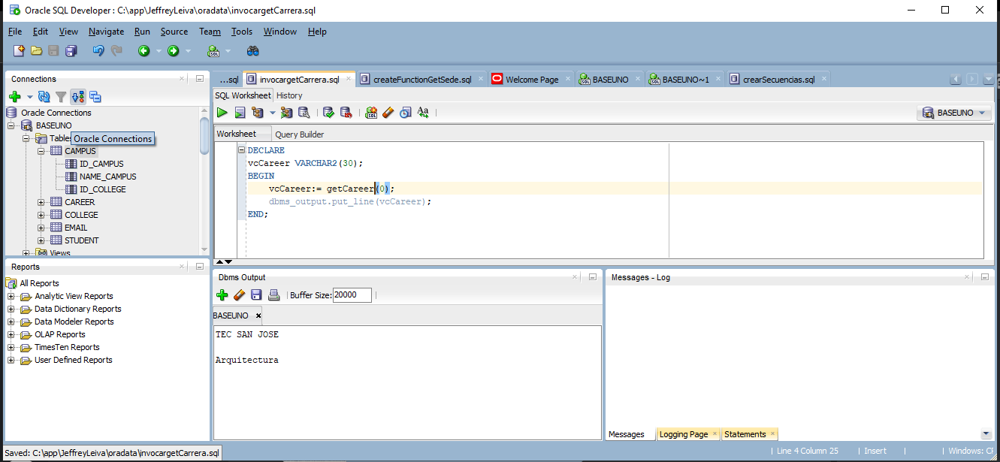 Oracle SQL Developer : C:\app\JeffreyLeiva\oradata\invocargetCarrera.sql
File Edit View Navigate Run Source Team Tools Window Help
Connections
Oracle Connections
BASEUNO
Tables
Oracle Connections
CAMPUS
ID_CAMPUS
NAME_CAMPUS
ID_COLLEGE
CAREER
COLLEGE
EMAIL
STUDENT
Views
Reports
All Reports
Analytic View Reports
Data Dictionary Reports
Data Modeler Reports
OLAP Reports
TimesTen Reports
User Defined Reports
...sql invocargetCarrera.sql createFunctionGetSede.sql Welcome Page BASEUNO BASEUNO~1 crearSecuencias.sql
SQL Worksheet History
BASEUNO
Worksheet Query Builder
DECLARE
vcCareer VARCHAR2(30);
BEGIN
vcCareer:= getCareer(0);
dbms_output.put_line(vcCareer);
END;
Dbms Output
Buffer Size: 20000
BASEUNO
TEC SAN JOSE
Arquitectura
Messages - Log
Messages Logging Page Statements
Saved: C:\app\JeffreyLeiva\oradata\invocargetCarrera.sql
Line 4 Column 25 Insert Windows: CF